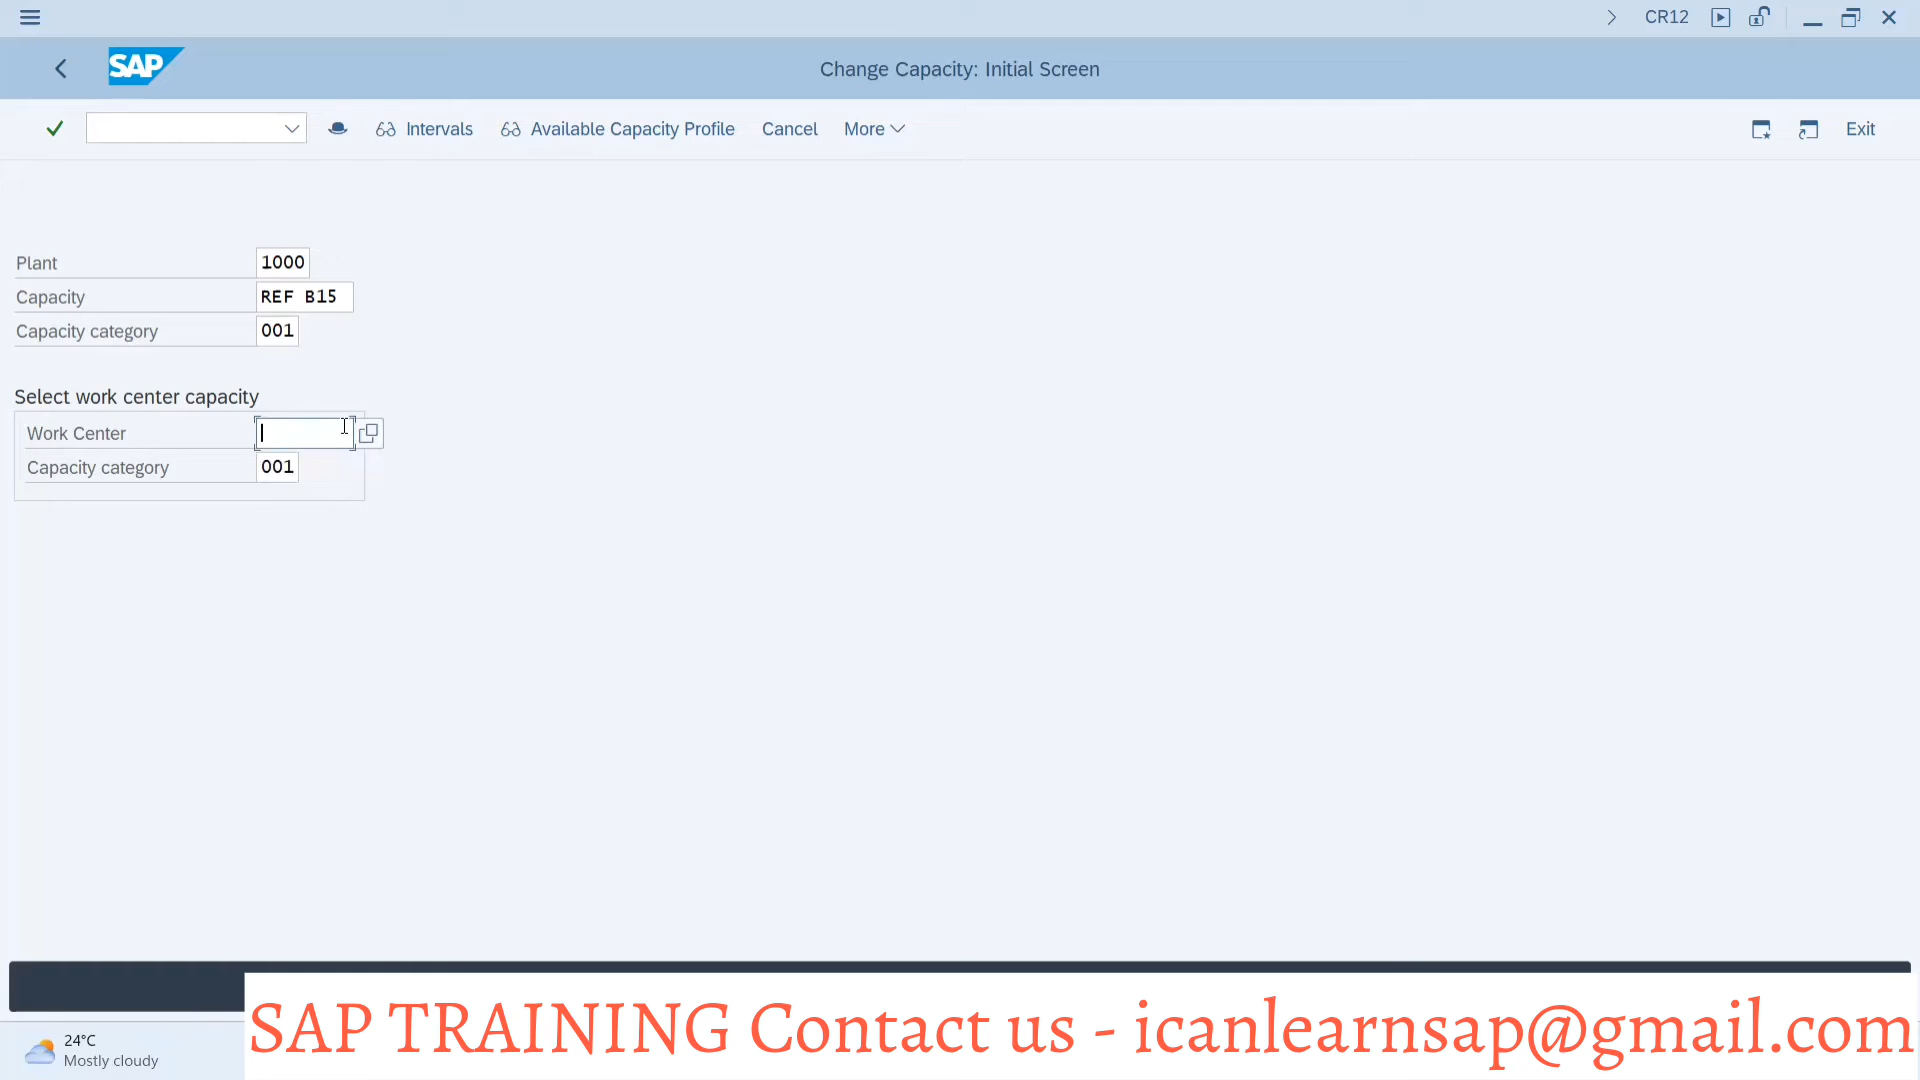 CR12
SAP
Change Capacity: Initial Screen
Intervals
Available Capacity Profile
Cancel
More
Exit
Plant 1000
Capacity REF B15
Capacity category 001
Select work center capacity
Work Center
Capacity category 001
SAP TRAINING Contact us - icanlearnsap@gmail.com
24°C
Mostly cloudy